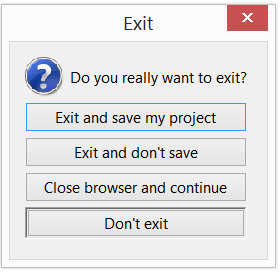 Exit
Do you really want to exit?
Exit and save my project
Exit and don't save
Close browser and continue
Don't exit